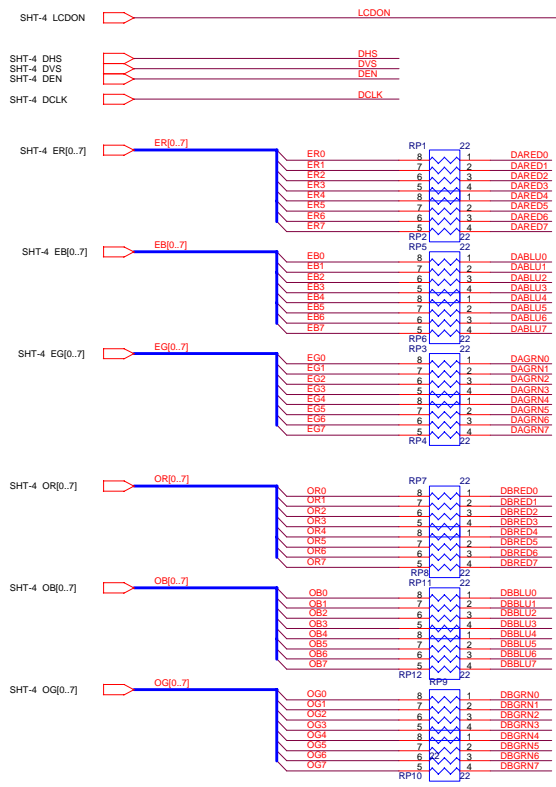 SHT-4 LCDON LCDON
SHT-4 DHS DHS
SHT-4 DVS DVS
SHT-4 DEN DEN
SHT-4 DCLK DCLK
SHT-4 ER[0..7] ER[0..7] RP1 22
ER0 8 1 DARED0
ER1 7 2 DARED1
ER2 6 3 DARED2
ER3 5 4 DARED3
ER4 8 1 DARED4
ER5 7 2 DARED5
ER6 6 3 DARED6
ER7 5 4 DARED7
RP2 22
SHT-4 EB[0..7] EB[0..7] RP5 22
EB0 8 1 DABLU0
EB1 7 2 DABLU1
EB2 6 3 DABLU2
EB3 5 4 DABLU3
EB4 8 1 DABLU4
EB5 7 2 DABLU5
EB6 6 3 DABLU6
EB7 5 4 DABLU7
RP6 22
SHT-4 EG[0..7] EG[0..7] RP3 22
EG0 8 1 DAGRN0
EG1 7 2 DAGRN1
EG2 6 3 DAGRN2
EG3 5 4 DAGRN3
EG4 8 1 DAGRN4
EG5 7 2 DAGRN5
EG6 6 3 DAGRN6
EG7 5 4 DAGRN7
RP4 22
SHT-4 OR[0..7] OR[0..7] RP7 22
OR0 8 1 DBRED0
OR1 7 2 DBRED1
OR2 6 3 DBRED2
OR3 5 4 DBRED3
OR4 8 1 DBRED4
OR5 7 2 DBRED5
OR6 6 3 DBRED6
OR7 5 4 DBRED7
RP8 22
SHT-4 OB[0..7] OB[0..7] RP11 22
OB0 8 1 DBBLU0
OB1 7 2 DBBLU1
OB2 6 3 DBBLU2
OB3 5 4 DBBLU3
OB4 8 1 DBBLU4
OB5 7 2 DBBLU5
OB6 6 3 DBBLU6
OB7 5 4 DBBLU7
RP12 22
SHT-4 OG[0..7] OG[0..7] RP9
OG0 8 1 DBGRN0
OG1 7 2 DBGRN1
OG2 6 3 DBGRN2
OG3 5 4 DBGRN3
OG4 8 1 DBGRN4
OG5 7 2 DBGRN5
OG6 6 22 3 DBGRN6
OG7 5 4 DBGRN7
RP10 22